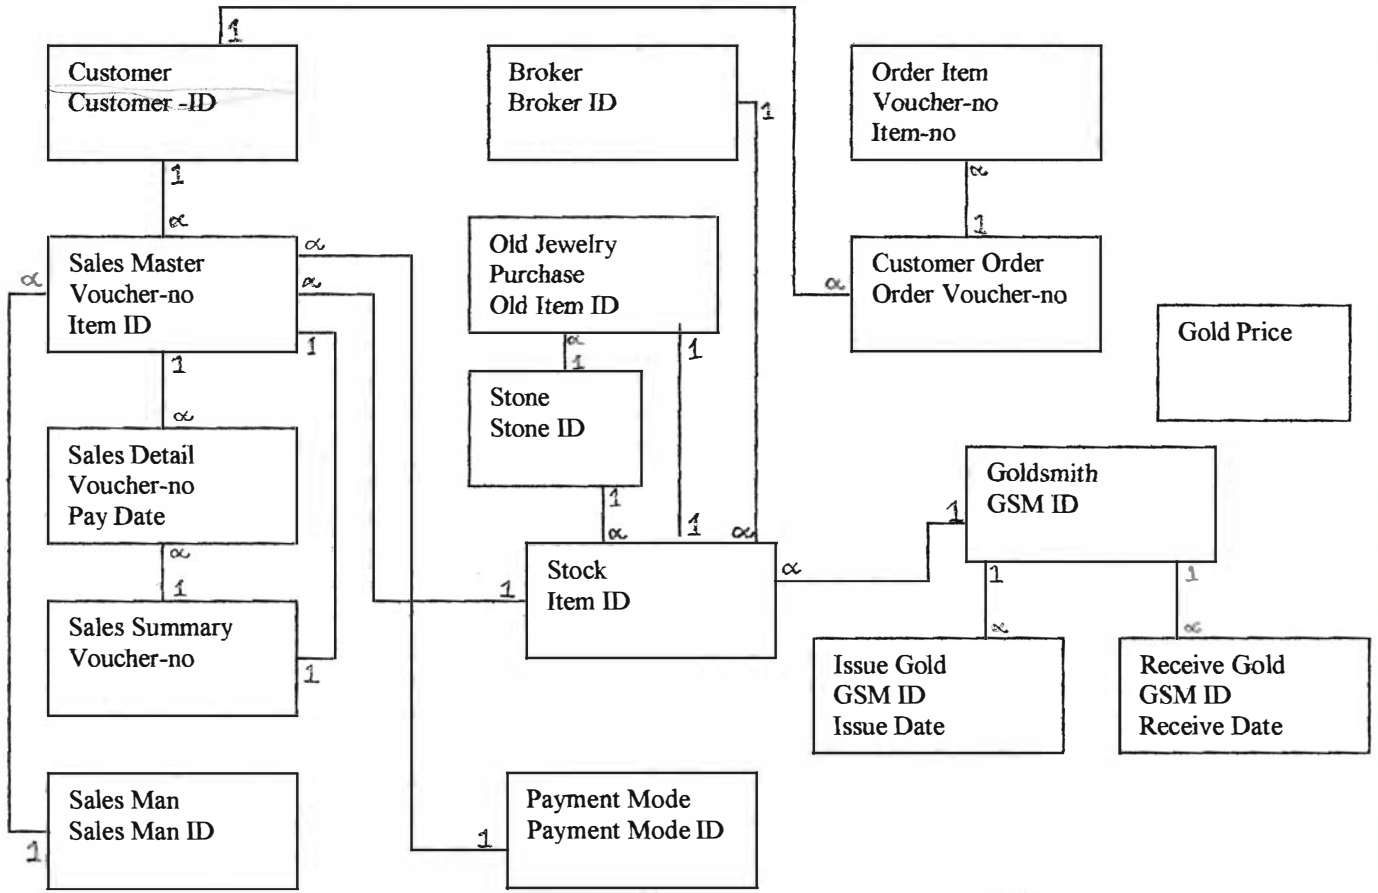 1
Customer
Customer -ID
Broker
Broker ID
1
Order Item
Voucher-no
Item-no
1
α
α
1
Sales Master
Voucher-no
Item ID
α
α
α
1
1
Old Jewelry
Purchase
Old Item ID
α
1
1
Customer Order
Order Voucher-no
α
Gold Price
Stone
Stone ID
1
α
1
α
α
Sales Detail
Voucher-no
Pay Date
α
1
Sales Summary
Voucher-no
1
Stock
Item ID
1
α
Goldsmith
GSM ID
1
1
α
1
α
Issue Gold
GSM ID
Issue Date
Receive Gold
GSM ID
Receive Date
Sales Man
Sales Man ID
1
Payment Mode
Payment Mode ID
1